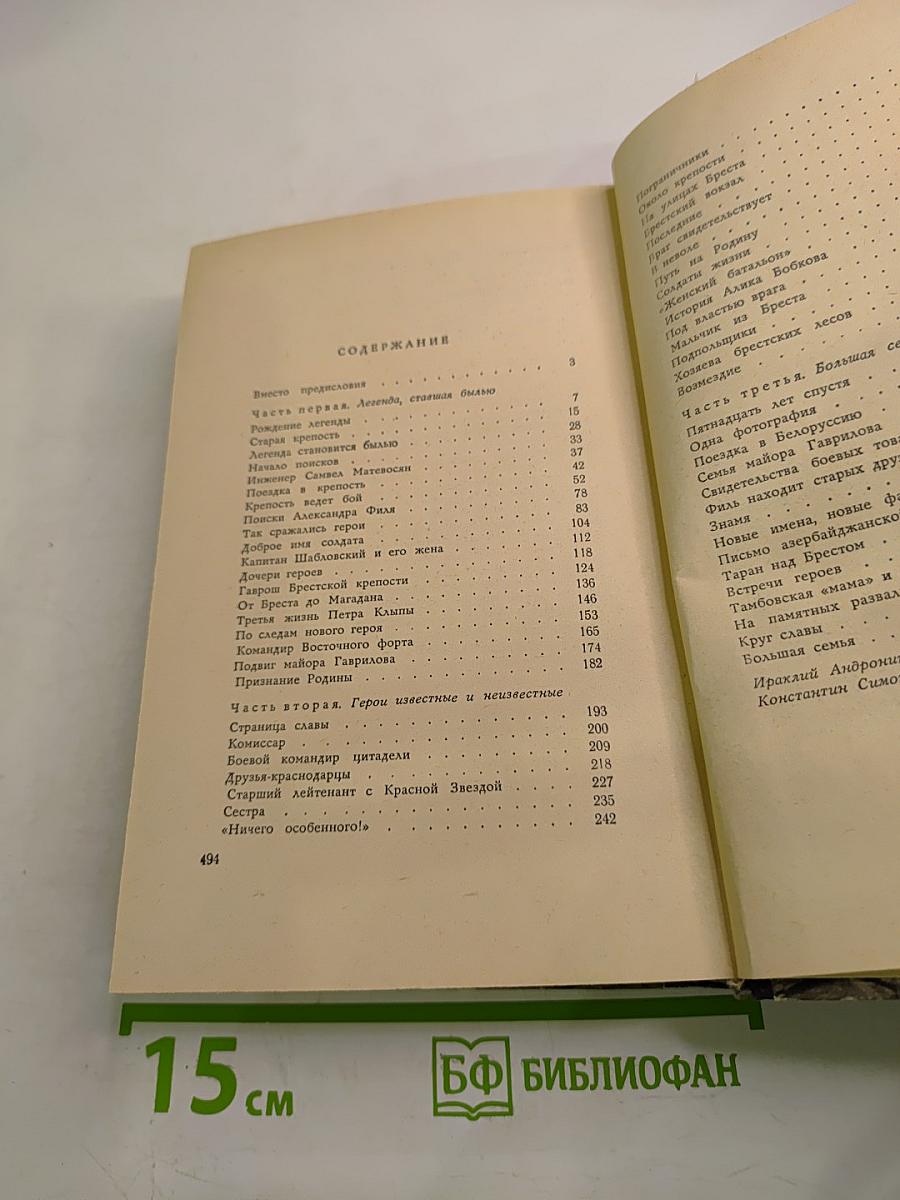 СОДЕРЖАНИЕ
Вместо предисловия . . . . . . . . . . . . 3
Часть первая. Легенда, ставшая былью
Рождение легенды . . . . . . . . . . . . 7
Старая крепость . . . . . . . . . . . . 15
Легенда становится былью . . . . . . . . . 28
Начало поисков . . . . . . . . . . . . 33
Инженер Самвел Матевосян . . . . . . . . . 37
Поездка в крепость . . . . . . . . . . . 42
Крепость ведет бой . . . . . . . . . . . 52
Поиски Александра Филя . . . . . . . . . . 78
Так сражались герои . . . . . . . . . . . 83
Доброе имя солдата . . . . . . . . . . . 104
Капитан Шабловский и его жена . . . . . . . 112
Дочери героев . . . . . . . . . . . . . 118
Гаврош Брестской крепости . . . . . . . . . 124
От Бреста до Магадана . . . . . . . . . . 136
Третья жизнь Петра Клыпы . . . . . . . . . 146
По следам нового героя . . . . . . . . . . 153
Командир Восточного форта . . . . . . . . . 165
Подвиг майора Гаврилова . . . . . . . . . 174
Признание Родины . . . . . . . . . . . . 182
Часть вторая. Герои известные и неизвестные
Страница славы . . . . . . . . . . . . 193
Комиссар . . . . . . . . . . . . . . 200
Боевой командир цитадели . . . . . . . . . 209
Друзья-краснодарцы . . . . . . . . . . . 218
Старший лейтенант с Красной Звездой . . . . 227
Сестра . . . . . . . . . . . . . . . 235
«Ничего особенного!» . . . . . . . . . . 242
494
Пограничники
Около крепости
На улицах Бреста
Брестский вокзал
Последние
Враг свидетельствует
В неволе
Путь на Родину
Солдаты жизни
«Женский батальон»
История Алика Бобкова
Под властью врага
Мальчик из Бреста
Подпольщики
Хозяева брестских лесов
Возмездие
Часть третья. Большая се
Пятнадцать лет спустя
Одна фотография
Поездка в Белоруссию
Семья майора Гаврилова
Свидетельства боевых това
Филь находит старых друз
Знамя
Новые имена, новые фа
Письмо азербайджанской
Таран над Брестом
Встречи героев
Тамбовская «мама» и
На памятных развал
Круг славы
Большая семья
Ираклий Андрони
Константин Симо
15 см
БФ БИБЛИОФАН